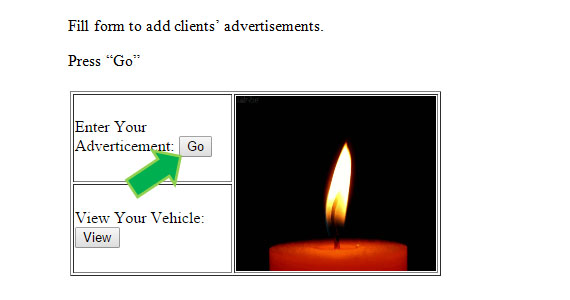 Fill form to add clients’ advertisements.
Press “Go”
Enter Your
Adverticement: Go
View Your Vehicle:
View